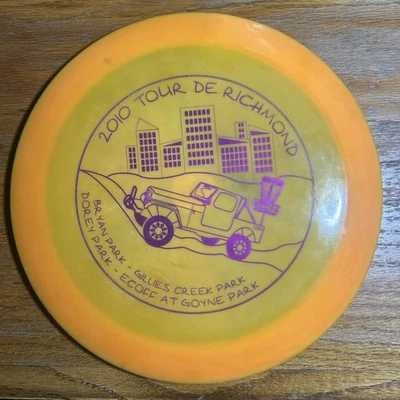 2010 TOUR DE RICHMOND
BRYAN PARK - GILLIES CREEK PARK
DOREY PARK - ECOFF AT GOYNE PARK